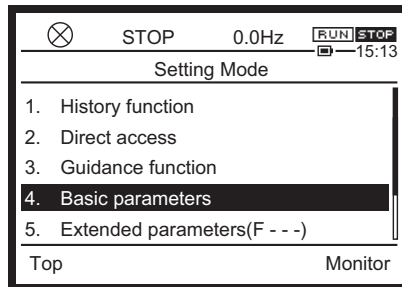 STOP 0.0Hz RUN STOP
15:13
Setting Mode
1. History function
2. Direct access
3. Guidance function
4. Basic parameters
5. Extended parameters(F - - -)
Top Monitor